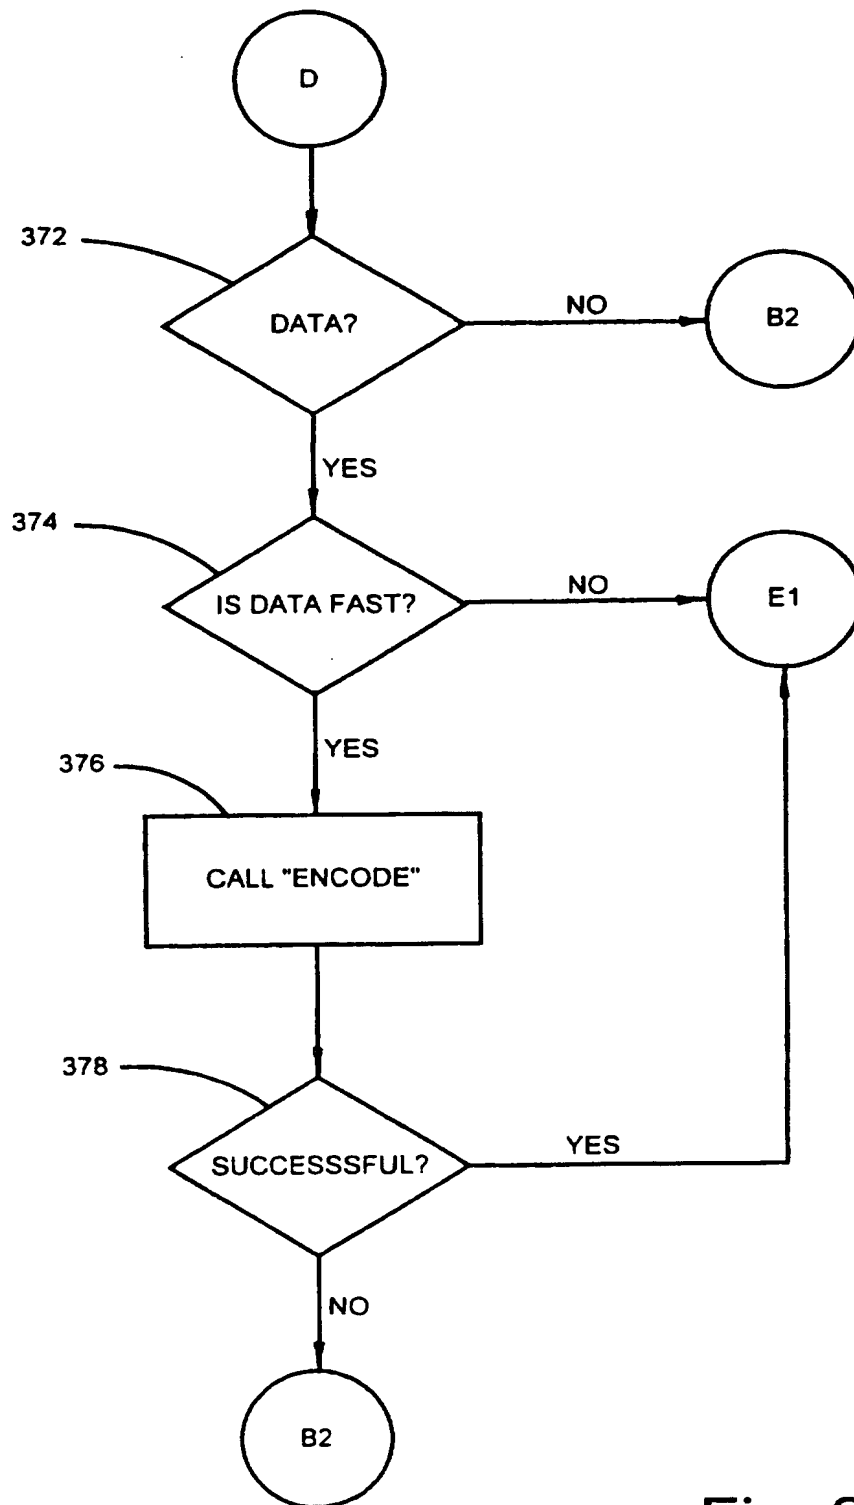 D
372
DATA?
NO
B2
YES
374
IS DATA FAST?
NO
E1
YES
376
CALL "ENCODE"
378
SUCCESSSFUL?
YES
NO
B2